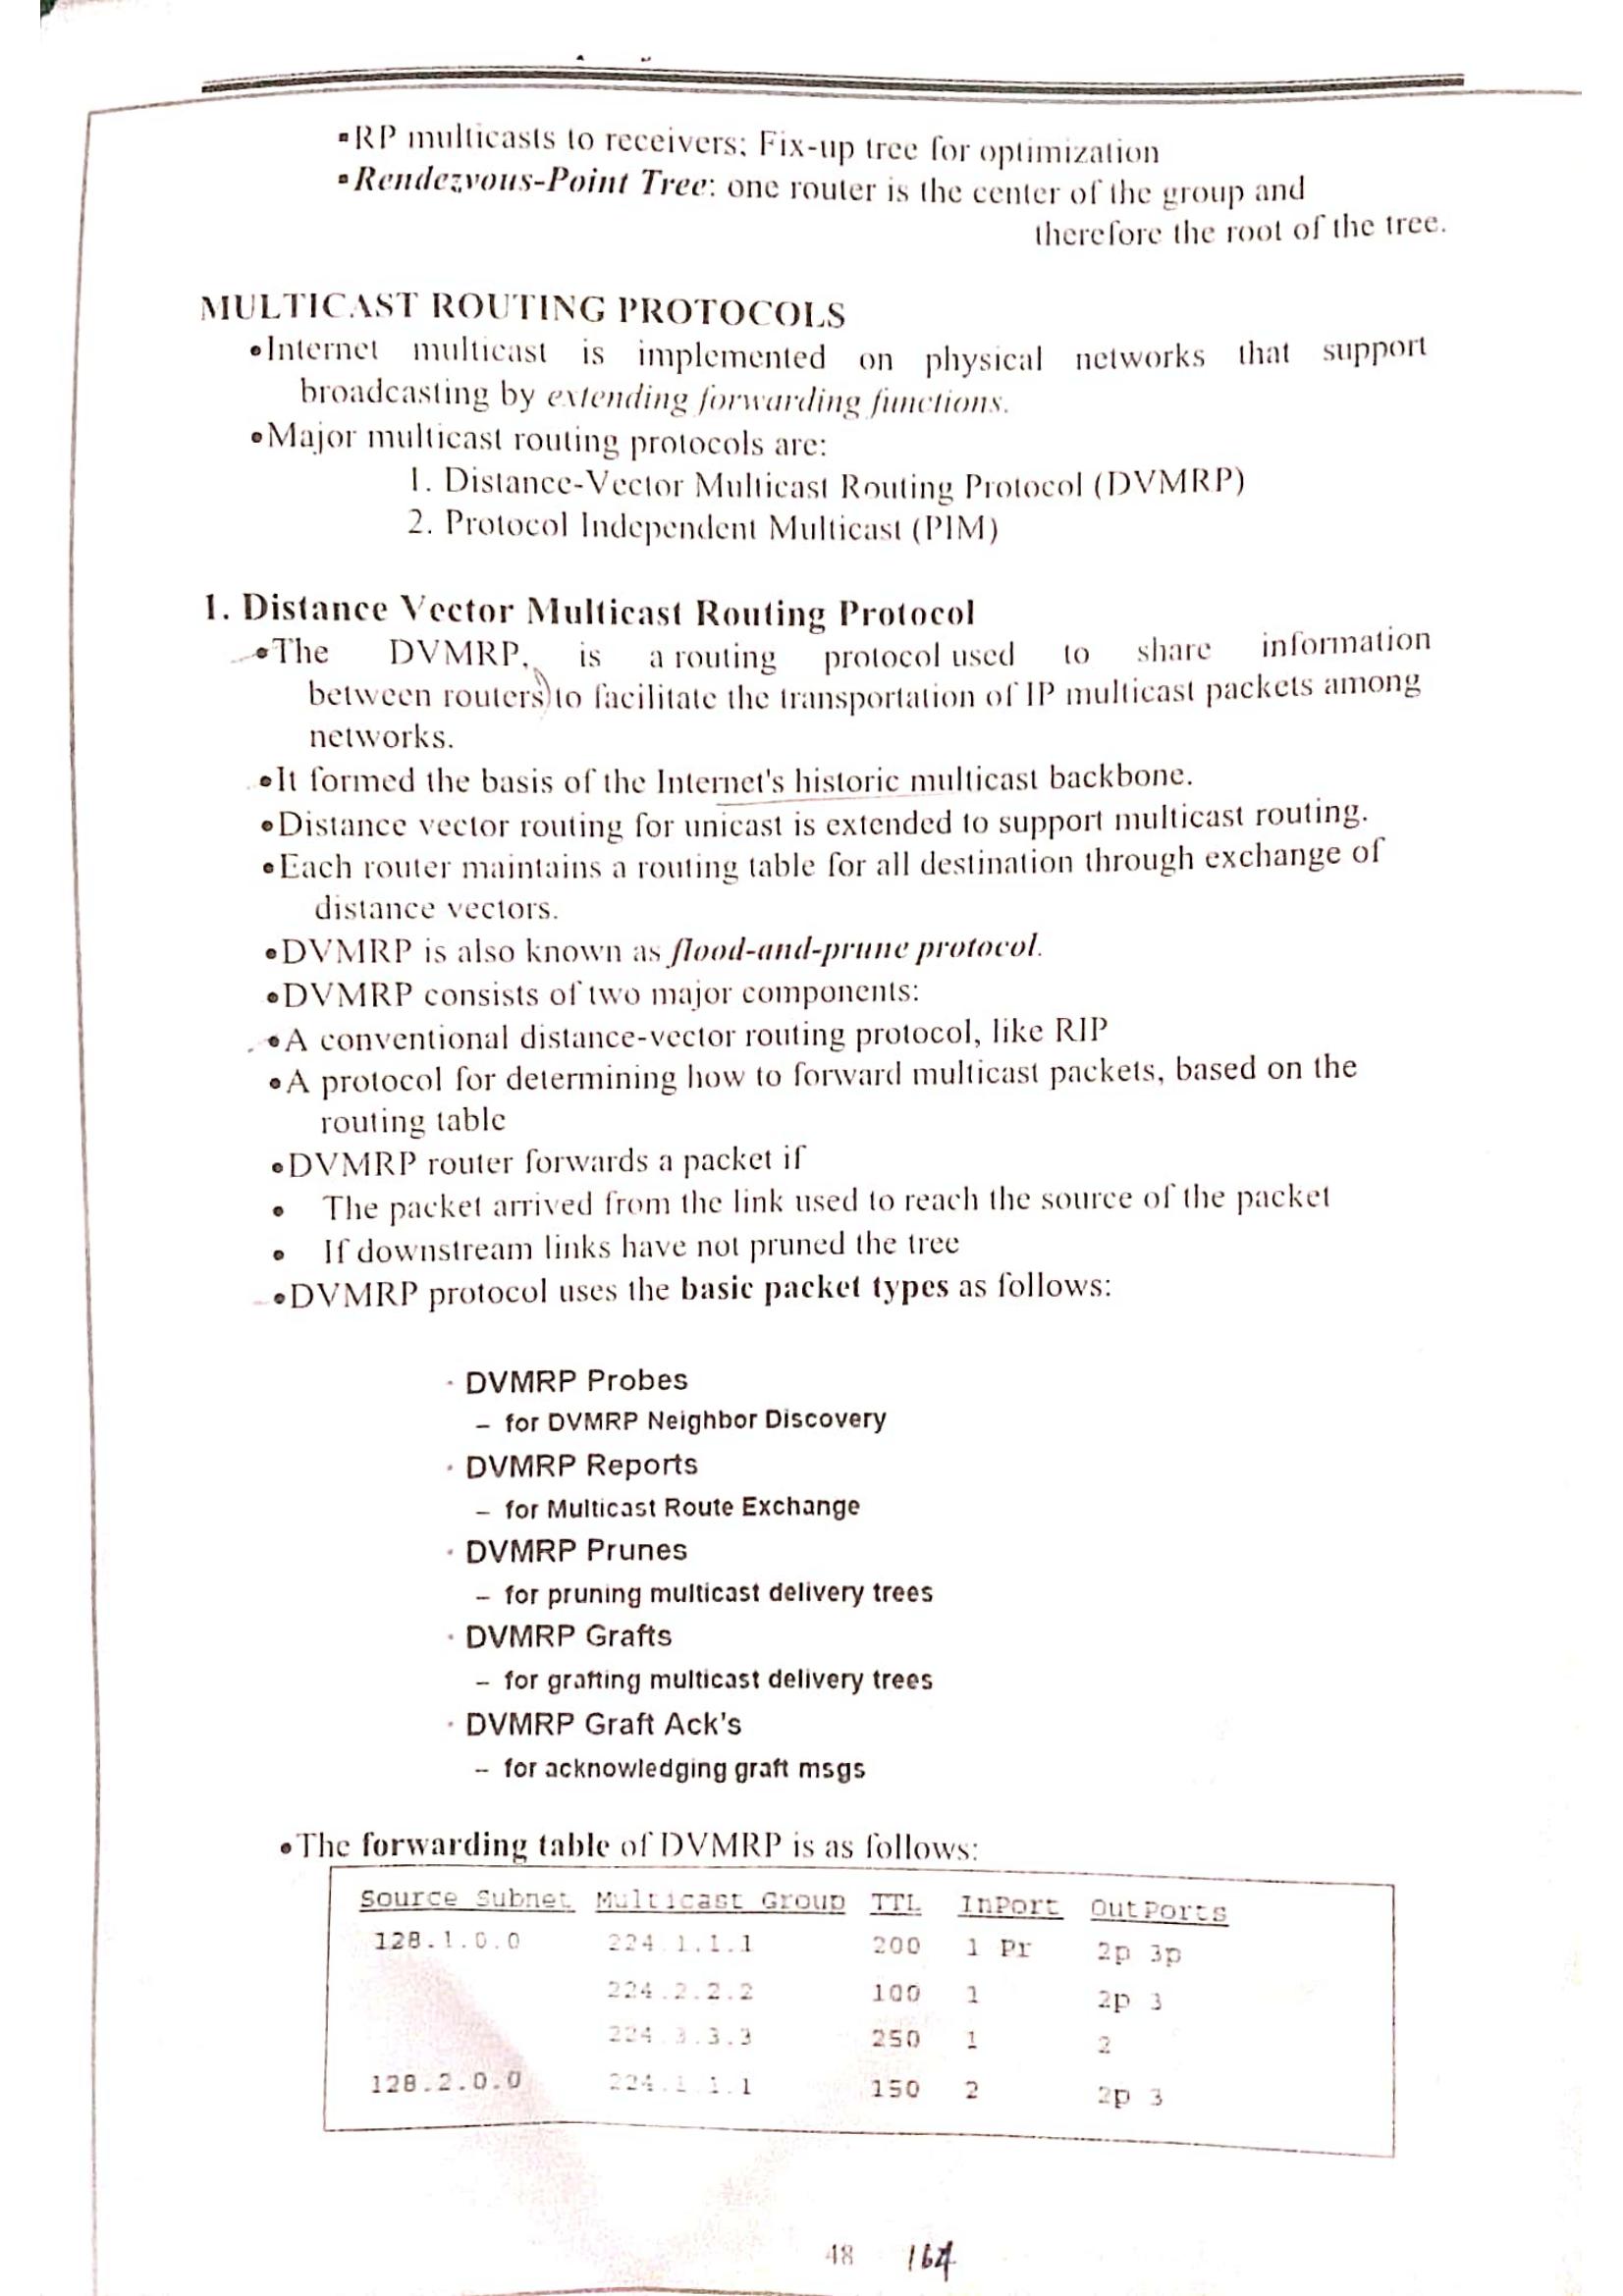 ▪RP multicasts to receivers; Fix-up tree for optimization
▪Rendezvous-Point Tree: one router is the center of the group and
therefore the root of the tree.
MULTICAST ROUTING PROTOCOLS
•Internet multicast is implemented on physical networks that support
broadcasting by extending forwarding functions.
•Major multicast routing protocols are:
1. Distance-Vector Multicast Routing Protocol (DVMRP)
2. Protocol Independent Multicast (PIM)
1. Distance Vector Multicast Routing Protocol
•The DVMRP, is a routing protocol used to share information
between routers to facilitate the transportation of IP multicast packets among
networks.
•It formed the basis of the Internet's historic multicast backbone.
•Distance vector routing for unicast is extended to support multicast routing.
•Each router maintains a routing table for all destination through exchange of
distance vectors.
•DVMRP is also known as flood-and-prune protocol.
•DVMRP consists of two major components:
•A conventional distance-vector routing protocol, like RIP
•A protocol for determining how to forward multicast packets, based on the
routing table
•DVMRP router forwards a packet if
• The packet arrived from the link used to reach the source of the packet
• If downstream links have not pruned the tree
•DVMRP protocol uses the basic packet types as follows:
· DVMRP Probes
– for DVMRP Neighbor Discovery
· DVMRP Reports
– for Multicast Route Exchange
· DVMRP Prunes
– for pruning multicast delivery trees
· DVMRP Grafts
– for grafting multicast delivery trees
· DVMRP Graft Ack's
– for acknowledging graft msgs
•The forwarding table of DVMRP is as follows:
Source Subnet Multicast Group TTL InPort OutPorts
128.1.0.0 224.1.1.1 200 1 Pr 2p 3p
224.2.2.2 100 1 2p 3
224.3.3.3 250 1 2
128.2.0.0 224.1.1.1 150 2 2p 3
48 164